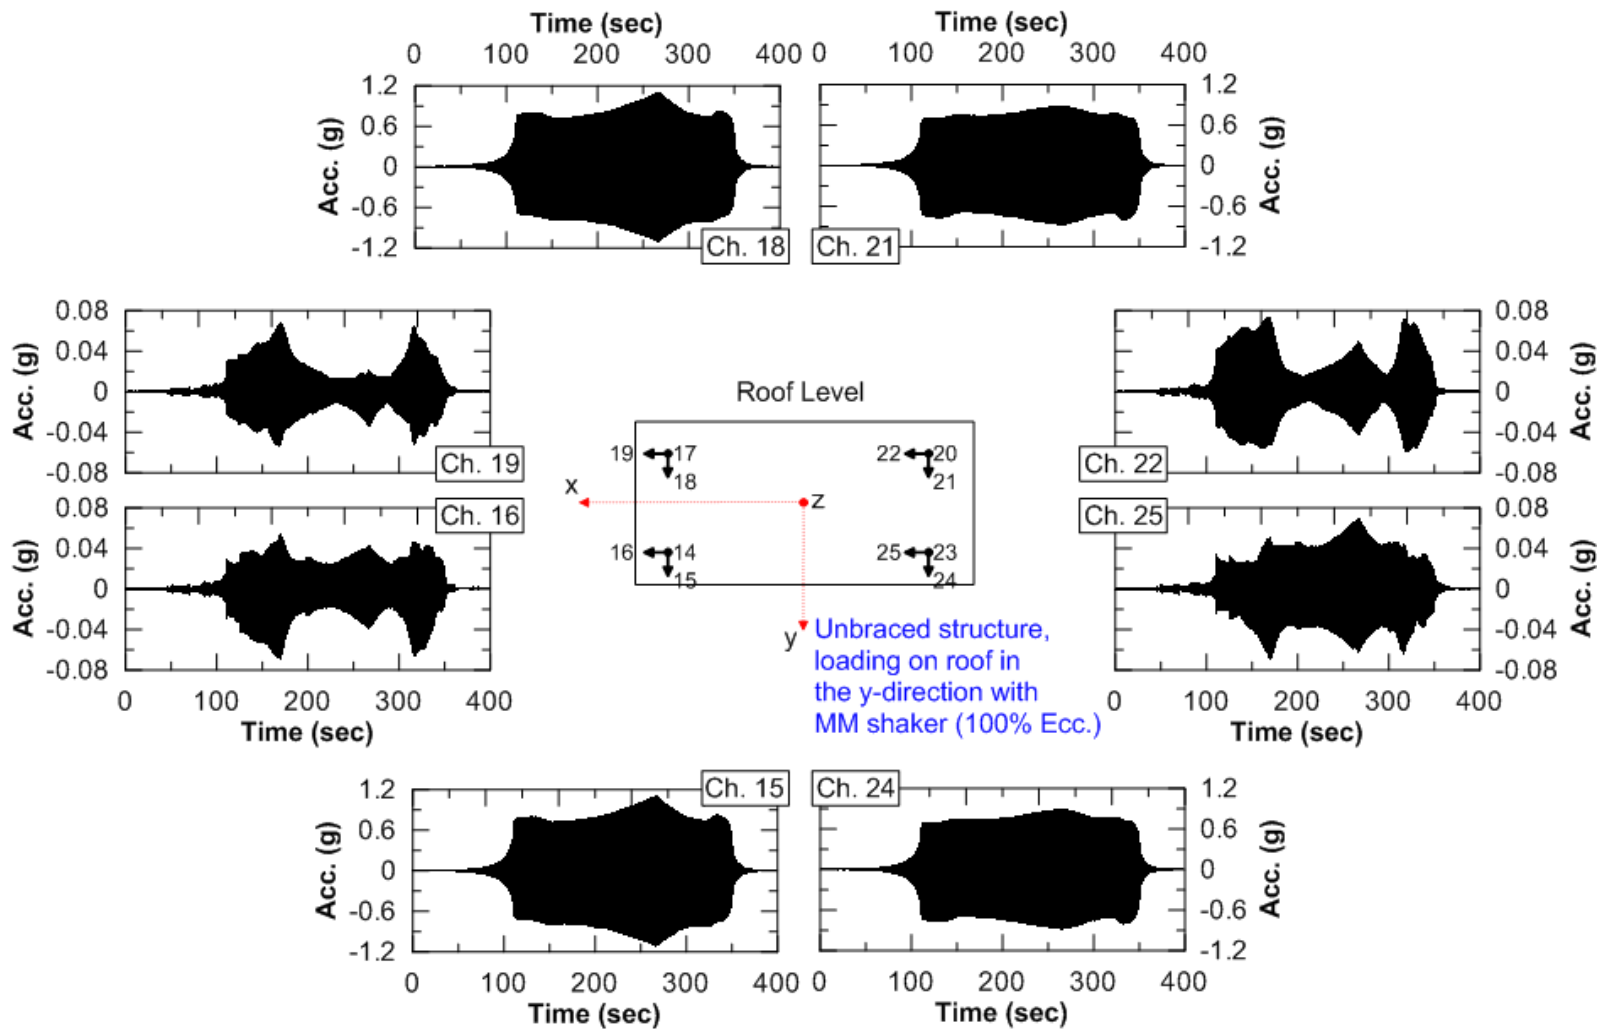 Time (sec)
Time (sec)
0 100 200 300 400
0 100 200 300 400
Acc. (g)
1.2
0.6
0
-0.6
-1.2
Ch. 18
Ch. 21
1.2
0.6
0
-0.6
-1.2
Acc. (g)
Acc. (g)
0.08
0.04
0
-0.04
-0.08
Ch. 19
Ch. 22
0.08
0.04
0
-0.04
-0.08
Acc. (g)
Acc. (g)
0.08
0.04
0
-0.04
-0.08
Ch. 16
0 100 200 300 400
Time (sec)
Roof Level
19 17
18
22 20
21
x
z
16 14
15
25 23
24
y
Unbraced structure,
loading on roof in
the y-direction with
MM shaker (100% Ecc.)
Ch. 25
0.08
0.04
0
-0.04
-0.08
Acc. (g)
0 100 200 300 400
Time (sec)
Acc. (g)
1.2
0.6
0
-0.6
-1.2
Ch. 15
0 100 200 300 400
Time (sec)
Ch. 24
1.2
0.6
0
-0.6
-1.2
Acc. (g)
0 100 200 300 400
Time (sec)